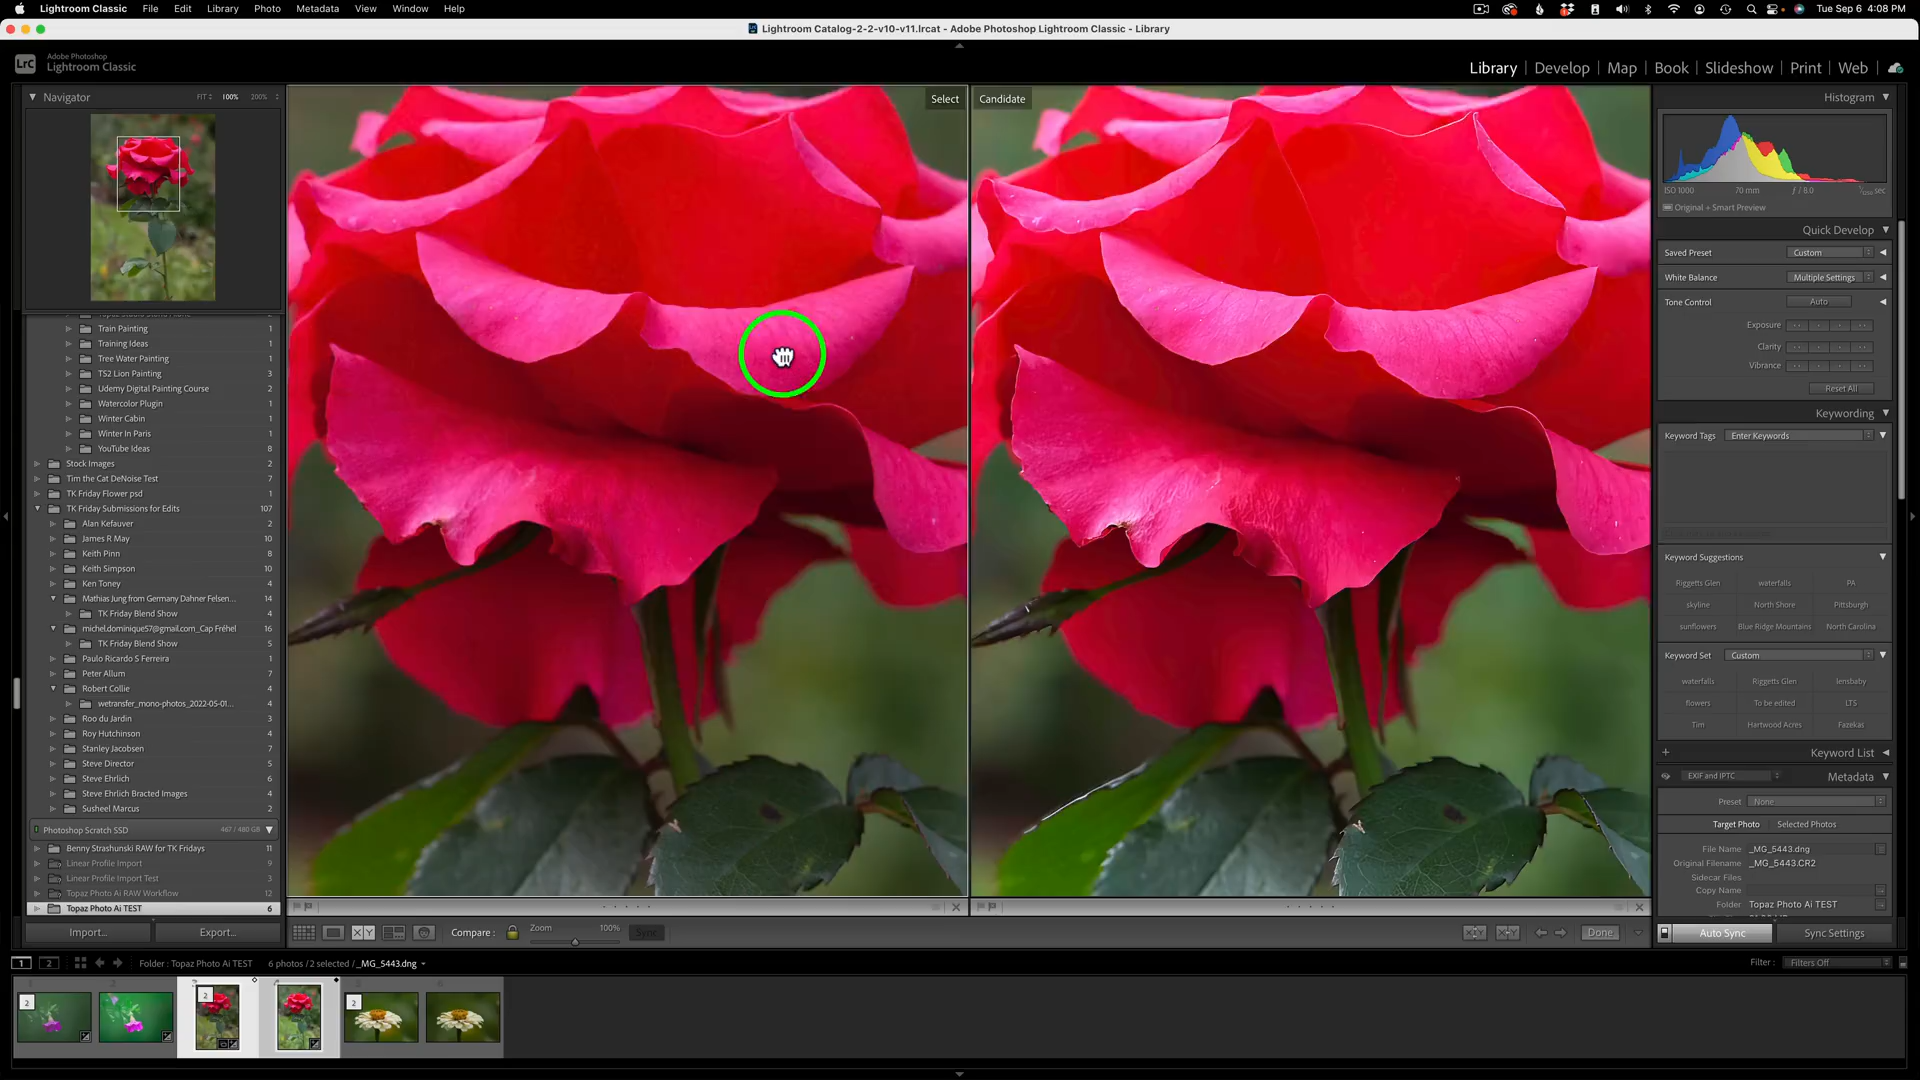 Lightroom Classic File Edit Library Photo Metadata View Window Help
Tue Sep 6 4:08 PM
Lightroom Catalog-2-2-v10-v11.lrcat - Adobe Photoshop Lightroom Classic - Library
LrC
Adobe Photoshop
Lightroom Classic
Library | Develop | Map | Book | Slideshow | Print | Web
Navigator FIT 100% 200%
Train Painting 1
Training Ideas 1
Tree Water Painting 1
TS2 Lion Painting 3
Udemy Digital Painting Course 1
Watercolor Plugin 1
Winter Cabin 1
Winter In Paris 1
YouTube Ideas 8
Stock Images 2
Tim the Cat DeNoise Test 7
TK Friday Flower psd 1
TK Friday Submissions for Edits 107
Alan Kefauver 2
James R May 10
Keith Pinn 8
Keith Simpson 10
Ken Toney 4
Mathias Jung from Germany Dahner Felsen... 14
TK Friday Blend Show 4
michel.dominique57@gmail.com_Cap Fréhel 16
TK Friday Blend Show 5
Paulo Ricardo S Ferreira 1
Peter Allum 7
Robert Collie 4
wetransfer_mono-photos_2022-05-01... 4
Roo du Jardin 3
Roy Hutchinson 4
Stanley Jacobsen 7
Steve Director 5
Steve Ehrlich 6
Steve Ehrlich Bracted Images 4
Susheel Marcus 2
Photoshop Scratch SSD 467 / 480 GB
Benny Strashunski RAW for TK Fridays 11
Linear Profile Import 9
Linear Profile Import Test 3
Topaz Photo Ai RAW Workflow 12
Topaz Photo Ai TEST 6
Import... Export...
Select
Candidate
Compare : Zoom 100% Sync
Done
Histogram
ISO 1000 70 mm ƒ / 8.0 sec
Original + Smart Preview
Quick Develop
Saved Preset Custom
White Balance Multiple Settings
Tone Control Auto
Exposure
Clarity
Vibrance
Reset All
Keywording
Keyword Tags Enter Keywords
Keyword Suggestions
Riggetts Glen waterfalls PA
skyline North Shore Pittsburgh
sunflowers Blue Ridge Mountains North Carolina
Keyword Set Custom
waterfalls Riggetts Glen lensbaby
flowers To be edited LTS
Tim Hartwood Acres Fazekas
+ Keyword List
EXIF and IPTC Metadata
Preset None
Target Photo Selected Photos
File Name _MG_5443.dng
Original Filename _MG_5443.CR2
Sidecar Files
Copy Name
Folder Topaz Photo Ai TEST
Auto Sync Sync Settings
1 2 Folder : Topaz Photo Ai TEST 6 photos / 2 selected / _MG_5443.dng
Filter : Filters Off
2
2
2